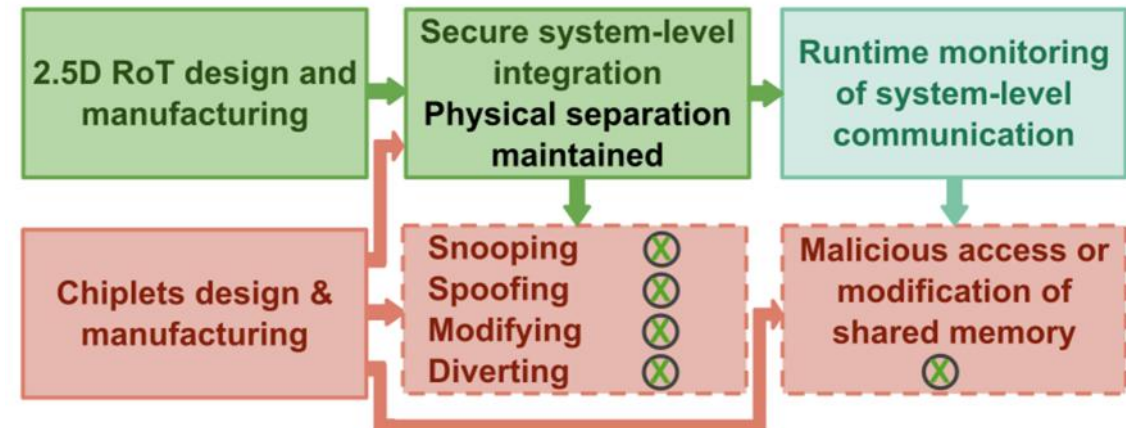 2.5D RoT design and
manufacturing
Secure system-level
integration
Physical separation
maintained
Runtime monitoring
of system-level
communication
Chiplets design &
manufacturing
Snooping X
Spoofing X
Modifying X
Diverting X
Malicious access or
modification of
shared memory
X